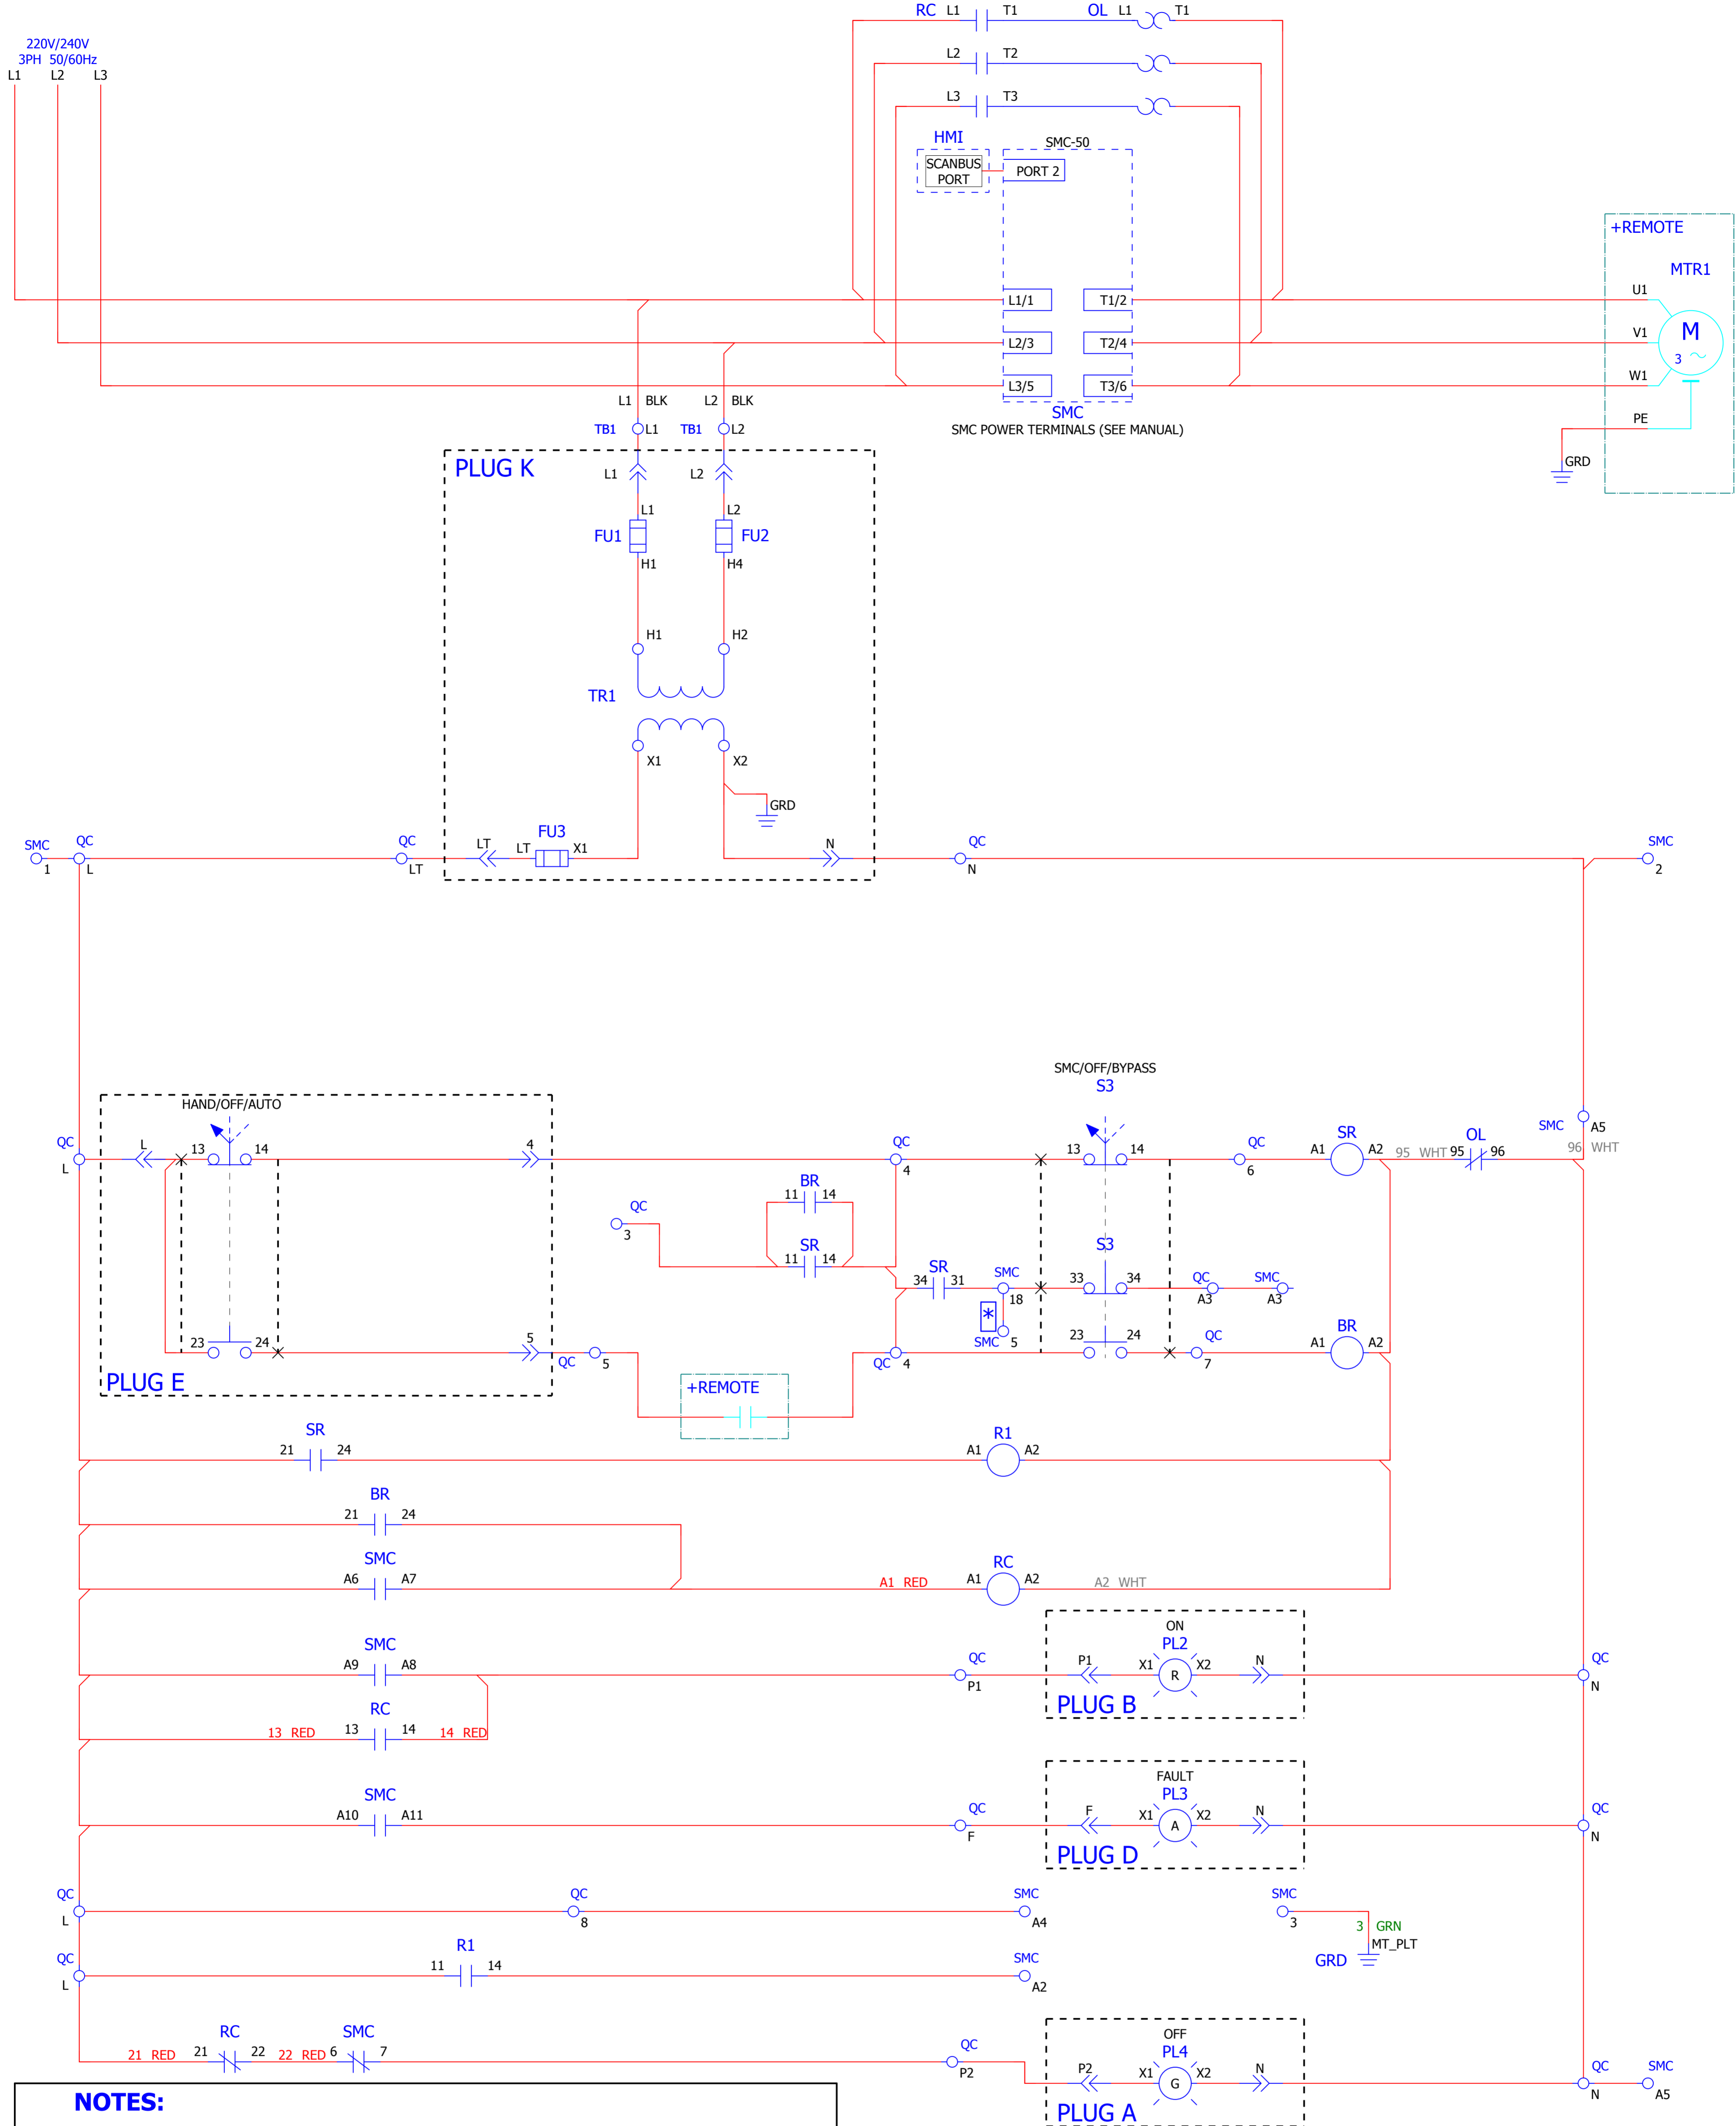 RC L1 T1 OL L1 T1
220V/240V
3PH 50/60Hz
L1 L2 L3
L2 T2
L3 T3
HMI
SMC-50
SCANBUS
PORT
PORT 2
+REMOTE
MTR1
L1/1 T1/2 U1
L2/3 T2/4 V1
M
3
L3/5 T3/6 W1
SMC
SMC POWER TERMINALS (SEE MANUAL)
PE
GRD
L1 BLK L2 BLK
TB1 L1 TB1 L2
PLUG K
L1 L2
L1 L2
FU1 FU2
H1 H4
H1 H2
TR1
X1 X2
GRD
SMC QC QC FU3 QC SMC
LT LT X1 N
1 L LT N 2
SMC/OFF/BYPASS
S3
HAND/OFF/AUTO
SMC A5
QC L 13 14 4 QC 13 14 QC SR OL
A1 A2 95 WHT 95 96 96 WHT
L 4 6
BR
11 14
QC
3
SR
11 14
S3
SR
34 31 SMC 33 34 QC SMC
18 A3 A3
*
SMC 5
23 24 5 23 24 QC BR
A1 A2
QC 5 QC 4 7
PLUG E
+REMOTE
SR
21 24
R1
A1 A2
BR
21 24
SMC
A6 A7
RC
A1 RED A1 A2 A2 WHT
ON
SMC PL2
A9 A8 QC P1 X1 R X2 N QC
P1 N
PLUG B
RC
13 RED 13 14 14 RED
FAULT
SMC PL3
A10 A11 QC F X1 A X2 N QC
F N
PLUG D
QC QC SMC SMC
L 8 A4 3
3 GRN
MT_PLT
GRD
QC R1 SMC
11 14
L A2
OFF
RC SMC PL4
21 RED 21 22 22 RED 6 7 QC
P2
P2 X1 G X2 N QC SMC
N A5
PLUG A
NOTES: